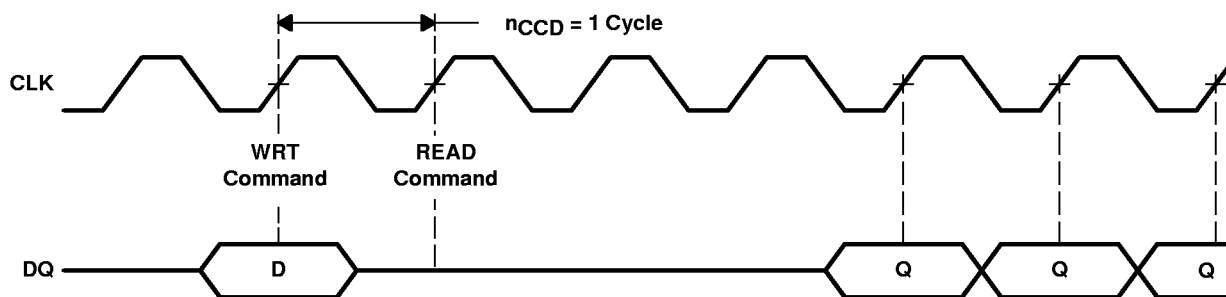 nCCD = 1 Cycle
CLK
WRT
Command
READ
Command
DQ
D
Q
Q
Q